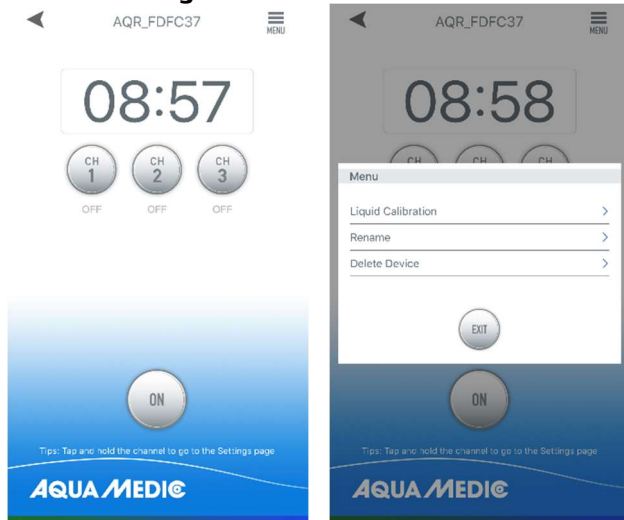 AQR_FDFC37
MENU
08:57
CH 1
CH 2
CH 3
OFF OFF OFF
ON
Tips: Tap and hold the channel to go to the Settings page
AQUA MEDIC
AQR_FDFC37
MENU
08:58
CH CH CH
Menu
Liquid Calibration >
Rename >
Delete Device >
EXIT
ON
Tips: Tap and hold the channel to go to the Settings page
AQUA MEDIC